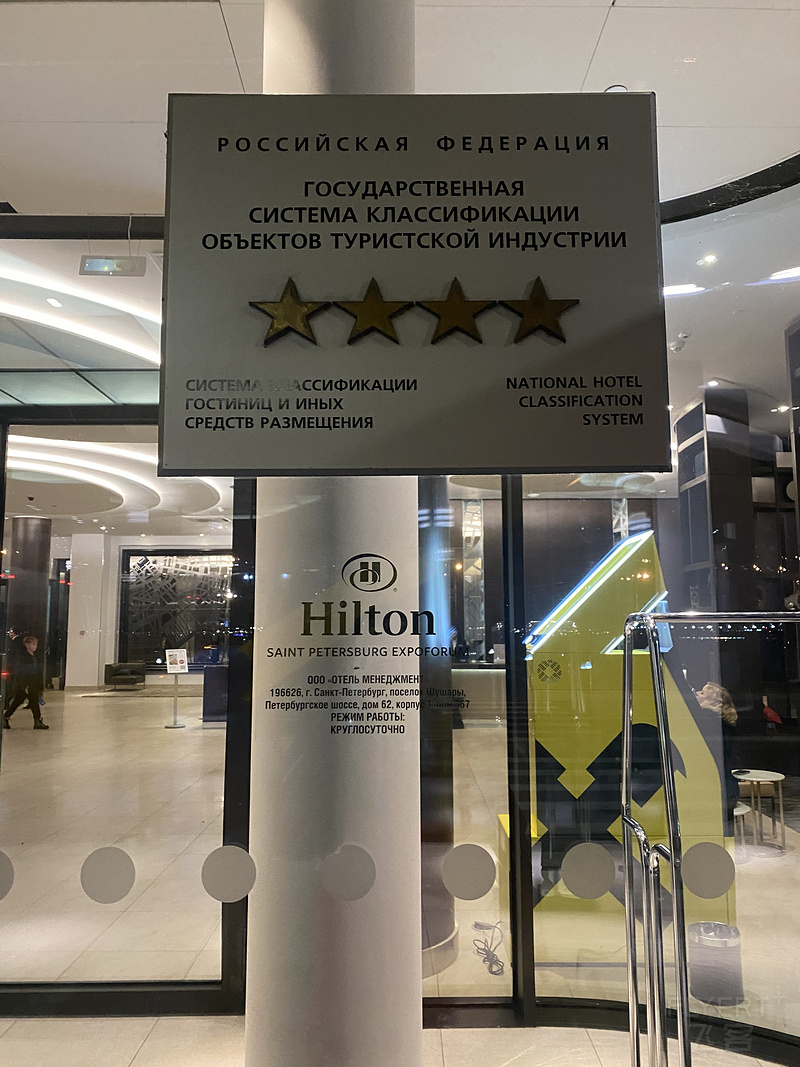 РОССИЙСКАЯ ФЕДЕРАЦИЯ
ГОСУДАРСТВЕННАЯ
СИСТЕМА КЛАССИФИКАЦИИ
ОБЪЕКТОВ ТУРИСТСКОЙ ИНДУСТРИИ
СИСТЕМА КЛАССИФИКАЦИИ
ГОСТИНИЦ И ИНЫХ
СРЕДСТВ РАЗМЕЩЕНИЯ
NATIONAL HOTEL
CLASSIFICATION
SYSTEM
Hilton
SAINT PETERSBURG EXPOFORUM
ООО «ОТЕЛЬ МЕНЕДЖМЕНТ»
196626, г. Санкт-Петербург, поселок Шушары,
Петербургское шоссе, дом 62, корпус
РЕЖИМ РАБОТЫ:
КРУГЛОСУТОЧНО